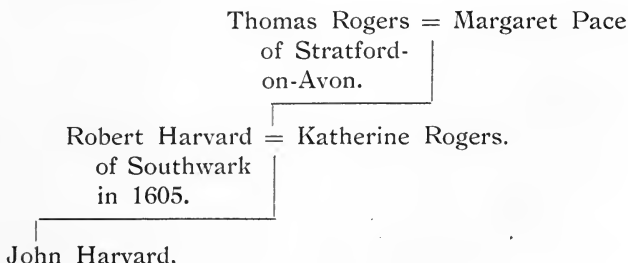 Thomas Rogers = Margaret Pace
of Stratford-
on-Avon.
Robert Harvard = Katherine Rogers.
of Southwark
in 1605.
John Harvard.